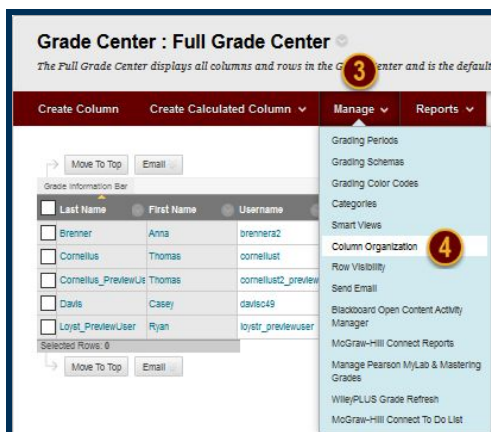 Grade Center : Full Grade Center
The Full Grade Center displays all columns and rows in the Center and is the default
3
Create Column Create Calculated Column Manage Reports
Move To Top Email
Grade Information Bar
Last Name First Name Username
Brenner Anna brennera2
Cornelius Thomas corneliust
Cornelius_PreviewUs Thomas corneliust2_preview
Davis Casey davisc49
Loyst_PreviewUser Ryan loystr_previewuser
Selected Rows: 0
Move To Top Email
Grading Periods
Grading Schemas
Grading Color Codes
Categories
Smart Views
Column Organization 4
Row Visibility
Send Email
Blackboard Open Content Activity
Manager
McGraw-Hill Connect Reports
Manage Pearson MyLab & Mastering
Grades
WileyPLUS Grade Refresh
McGraw-Hill Connect To Do List